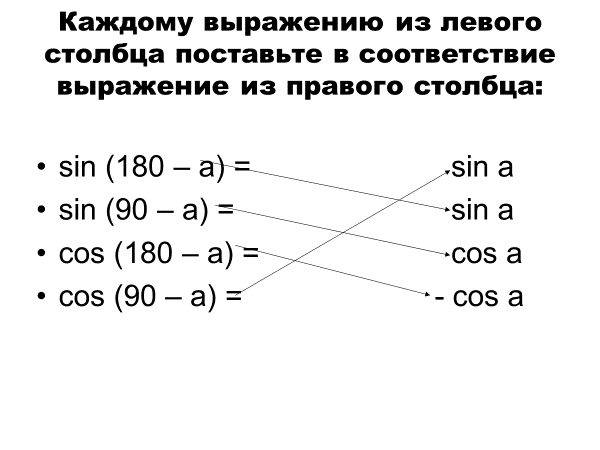 Каждому выражению из левого
столбца поставьте в соответствие
выражение из правого столбца:
• sin (180 – a) = sin a
• sin (90 – a) = sin a
• cos (180 – a) = cos a
• cos (90 – a) = - cos a